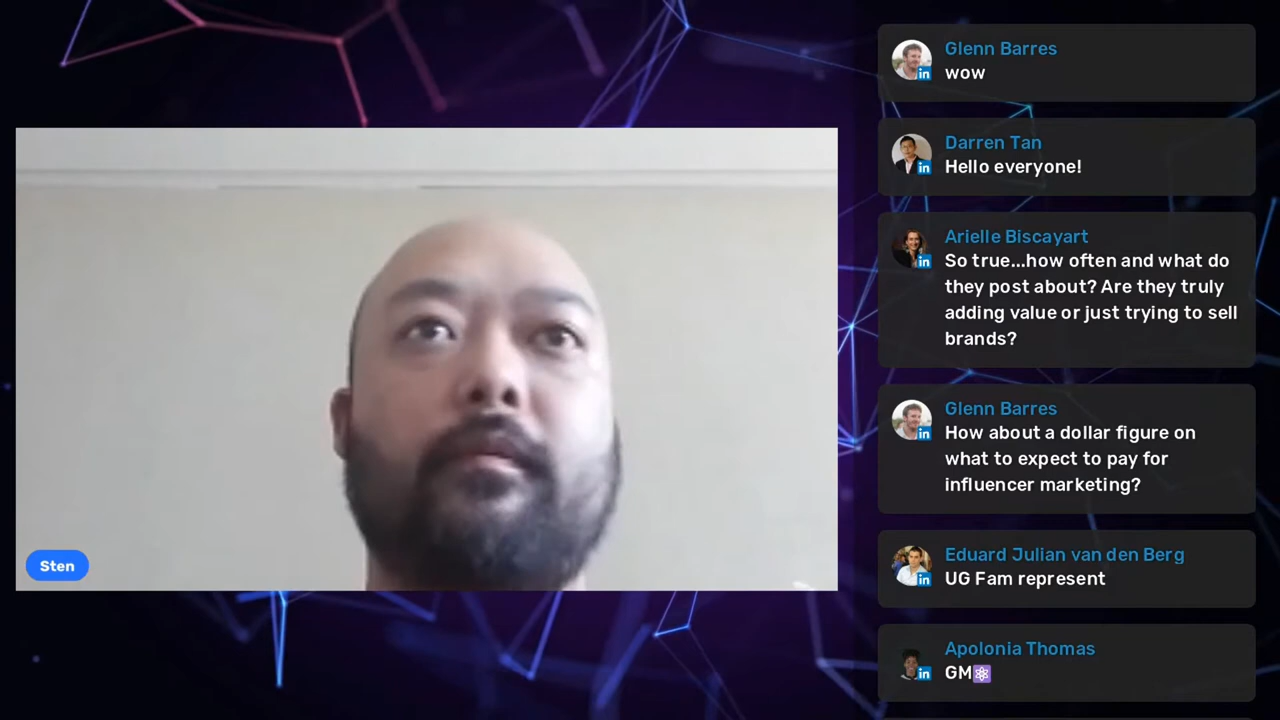 Sten
Glenn Barres
wow
Darren Tan
Hello everyone!
Arielle Biscayart
So true...how often and what do
they post about? Are they truly
adding value or just trying to sell
brands?
Glenn Barres
How about a dollar figure on
what to expect to pay for
influencer marketing?
Eduard Julian van den Berg
UG Fam represent
Apolonia Thomas
GM⚛️